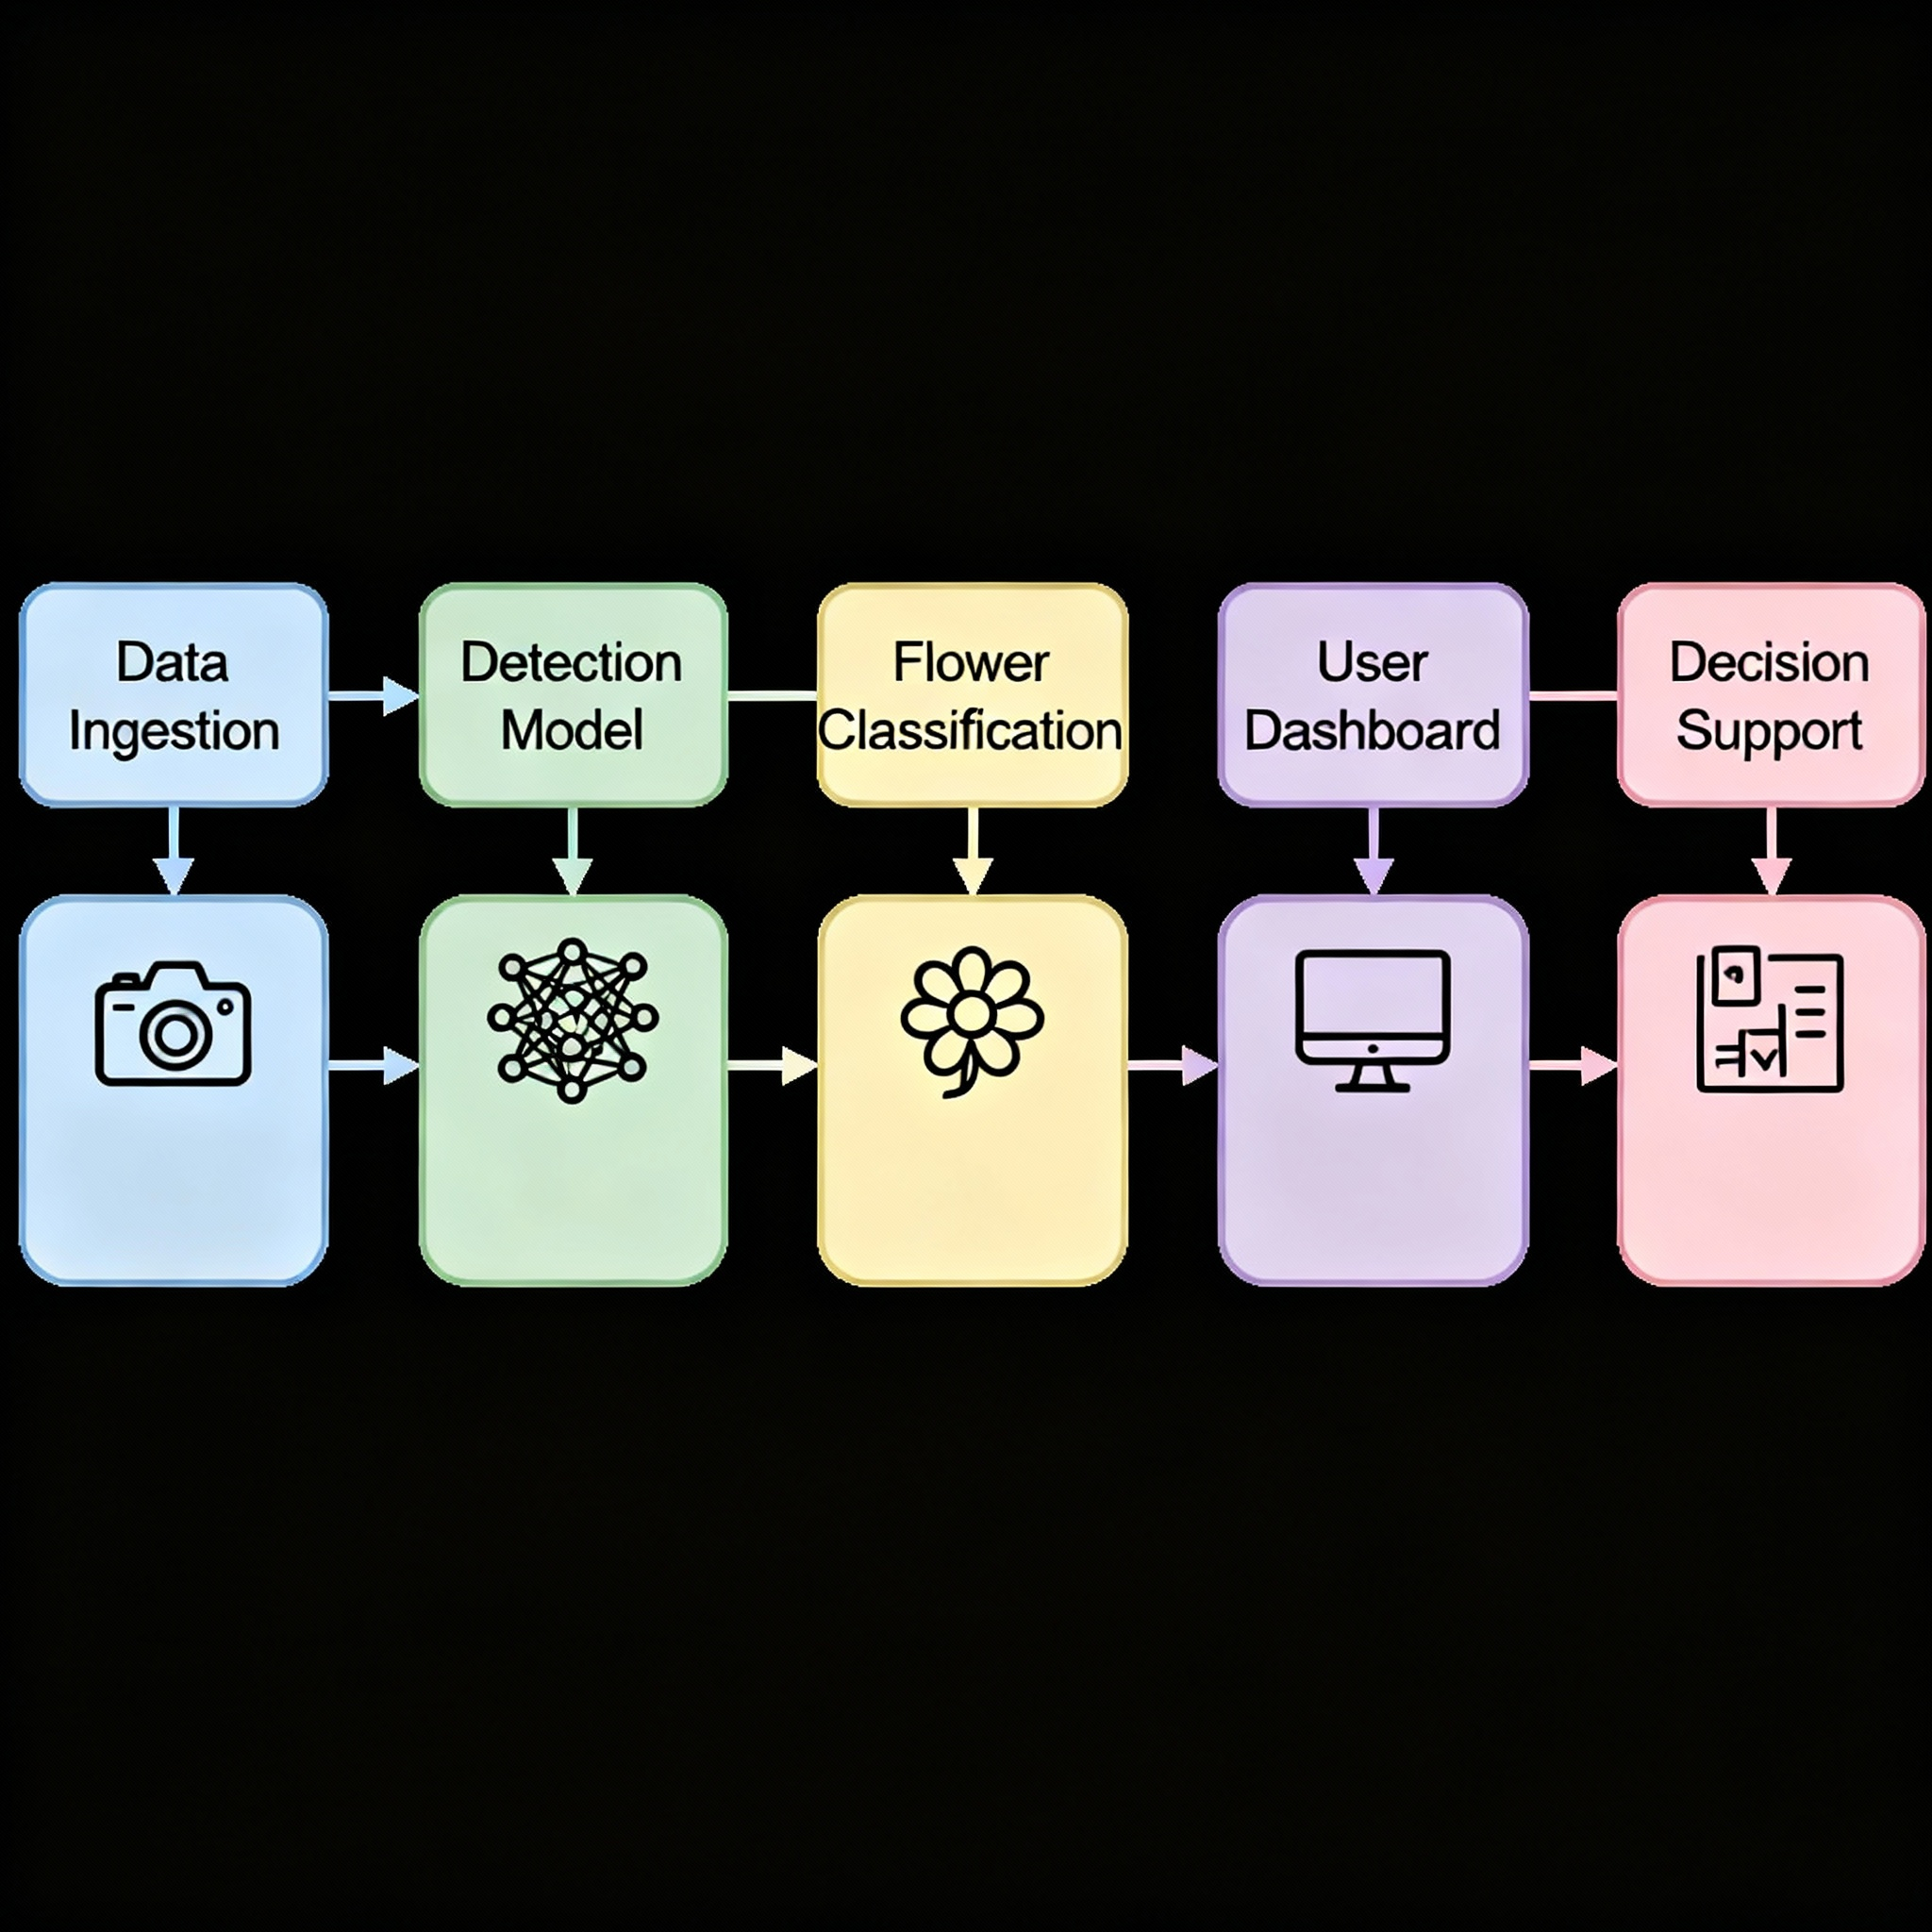 Data
Ingestion
Detection
Model
Flower
Classification
User
Dashboard
Decision
Support